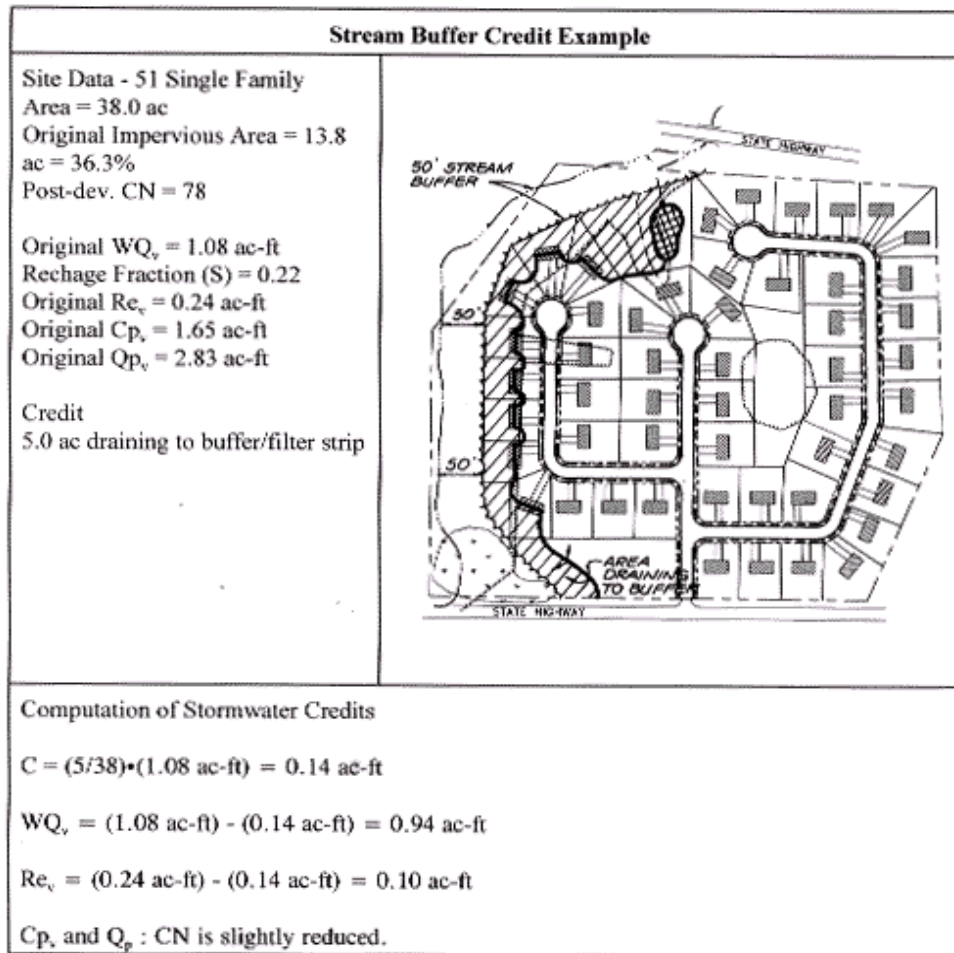 Stream Buffer Credit Example
Site Data - 51 Single Family
Area = 38.0 ac
Original Impervious Area = 13.8
ac = 36.3%
Post-dev. CN = 78
Original WQv = 1.08 ac-ft
Rechage Fraction (S) = 0.22
Original Rev = 0.24 ac-ft
Original Cpv = 1.65 ac-ft
Original Qpv = 2.83 ac-ft
Credit
5.0 ac draining to buffer/filter strip
STATE HIGHWAY
50' STREAM
BUFFER
50'
50'
AREA
DRAINING
TO BUFFER
STATE HIGHWAY
Computation of Stormwater Credits
C = (5/38)•(1.08 ac-ft) = 0.14 ac-ft
WQv = (1.08 ac-ft) - (0.14 ac-ft) = 0.94 ac-ft
Rev = (0.24 ac-ft) - (0.14 ac-ft) = 0.10 ac-ft
Cpv and Qp : CN is slightly reduced.